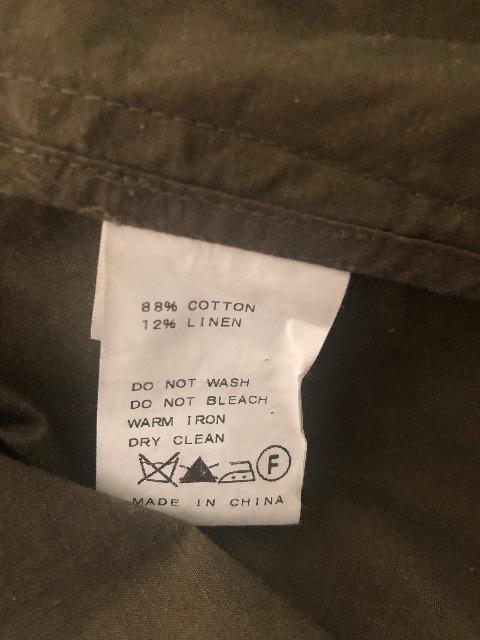 88% COTTON
12% LINEN
DO NOT WASH
DO NOT BLEACH
WARM IRON
DRY CLEAN
F
MADE IN CHINA